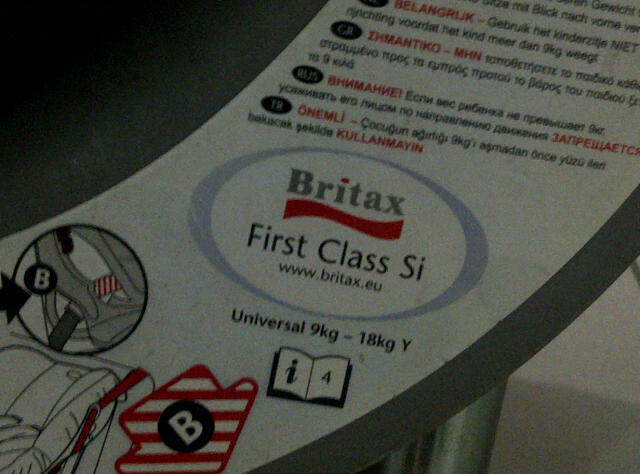 Gewicht
mit Blick nach vorne
BELANGRIJK – Gebruik het kinderzitje NIET
rijrichting voordat het kind meer dan 9kg weegt
GR ΣΗΜΑΝΤΙΚΟ – ΜΗΝ τοποθετήσετε το παιδικό
στραμμένο προς τα εμπρός προτού το βάρος του παιδιού
τα 9 κιλά
RUS ВНИМАНИЕ! Если вес ребенка не превышает 9кг,
усаживать его лицом по направлению движения ЗАПРЕЩАЕТСЯ
TR ÖNEMLİ – Çocuğun ağırlığı 9kg'ı aşmadan önce yüzü ileri
bakacak şekilde KULLANMAYIN
Britax
First Class Si
www.britax.eu
Universal 9kg – 18kg Y
i 4
B
B